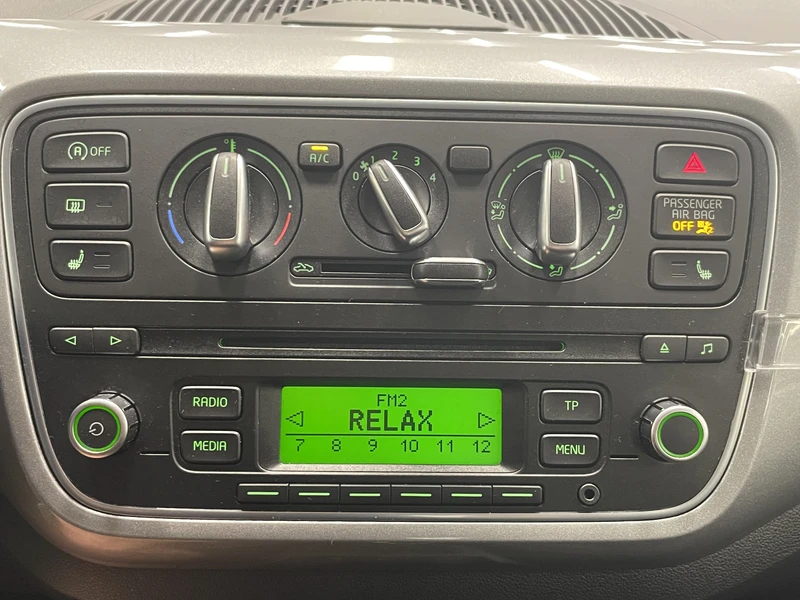 (A) OFF
A/C
0 1 2 3 4
PASSENGER
AIR BAG
OFF
RADIO
MEDIA
FM2
RELAX
7 8 9 10 11 12
TP
MENU